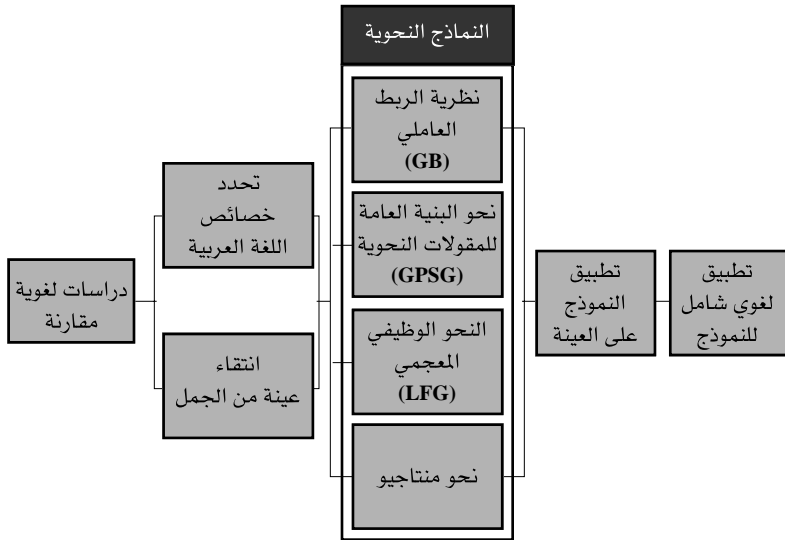 النماذج النحوية
نظرية الربط
العاملي
(GB)
نحو البنية العامة
للمقولات النحوية
(GPSG)
النحو الوظيفي
المعجمي
(LFG)
نحو منتاجيو
تطبيق
لغوي شامل
للنموذج
تطبيق
النموذج
على العينة
تحدد
خصائص
اللغة العربية
انتقاء
عينة من الجمل
دراسات لغوية
مقارنة